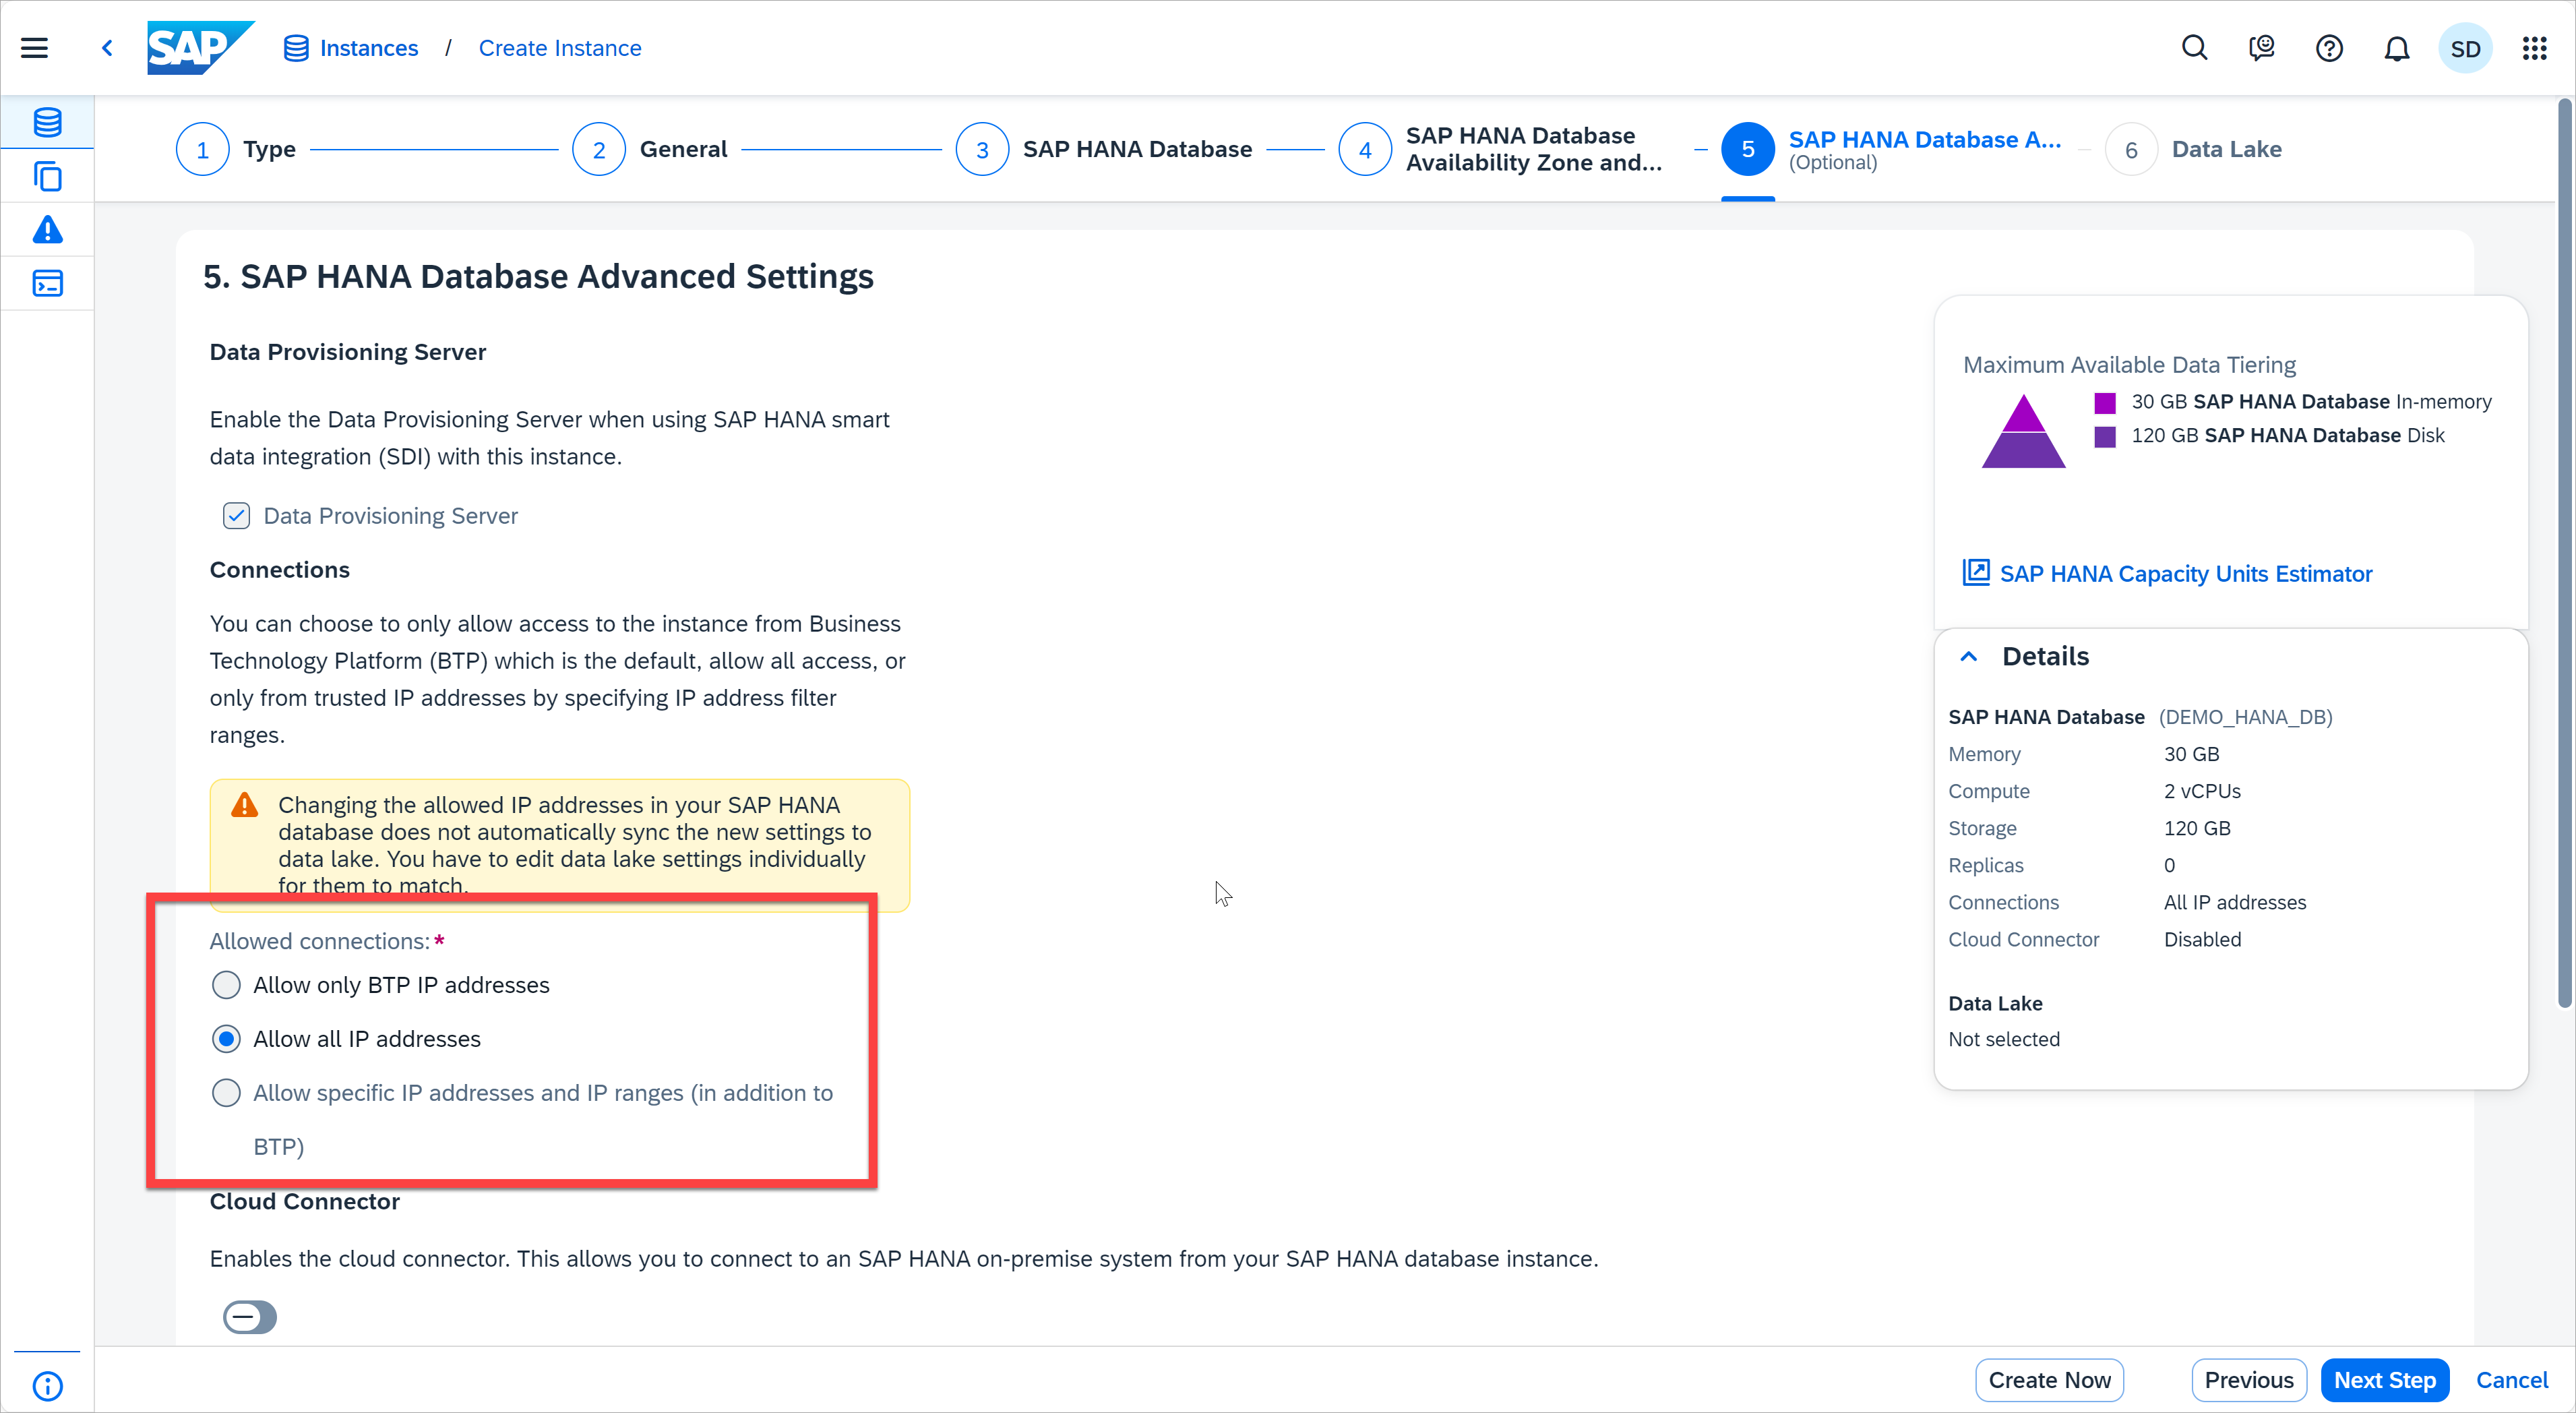 SAP
Instances / Create Instance
SD
1 Type
2 General
3 SAP HANA Database
4 SAP HANA Database
Availability Zone and...
5 SAP HANA Database A...
(Optional)
6 Data Lake
5. SAP HANA Database Advanced Settings
Data Provisioning Server
Enable the Data Provisioning Server when using SAP HANA smart
data integration (SDI) with this instance.
Data Provisioning Server
Connections
You can choose to only allow access to the instance from Business
Technology Platform (BTP) which is the default, allow all access, or
only from trusted IP addresses by specifying IP address filter
ranges.
Changing the allowed IP addresses in your SAP HANA
database does not automatically sync the new settings to
data lake. You have to edit data lake settings individually
for them to match.
Allowed connections:*
Allow only BTP IP addresses
Allow all IP addresses
Allow specific IP addresses and IP ranges (in addition to
BTP)
Cloud Connector
Enables the cloud connector. This allows you to connect to an SAP HANA on-premise system from your SAP HANA database instance.
Maximum Available Data Tiering
30 GB SAP HANA Database In-memory
120 GB SAP HANA Database Disk
SAP HANA Capacity Units Estimator
Details
SAP HANA Database (DEMO_HANA_DB)
Memory 30 GB
Compute 2 vCPUs
Storage 120 GB
Replicas 0
Connections All IP addresses
Cloud Connector Disabled
Data Lake
Not selected
Create Now
Previous
Next Step
Cancel